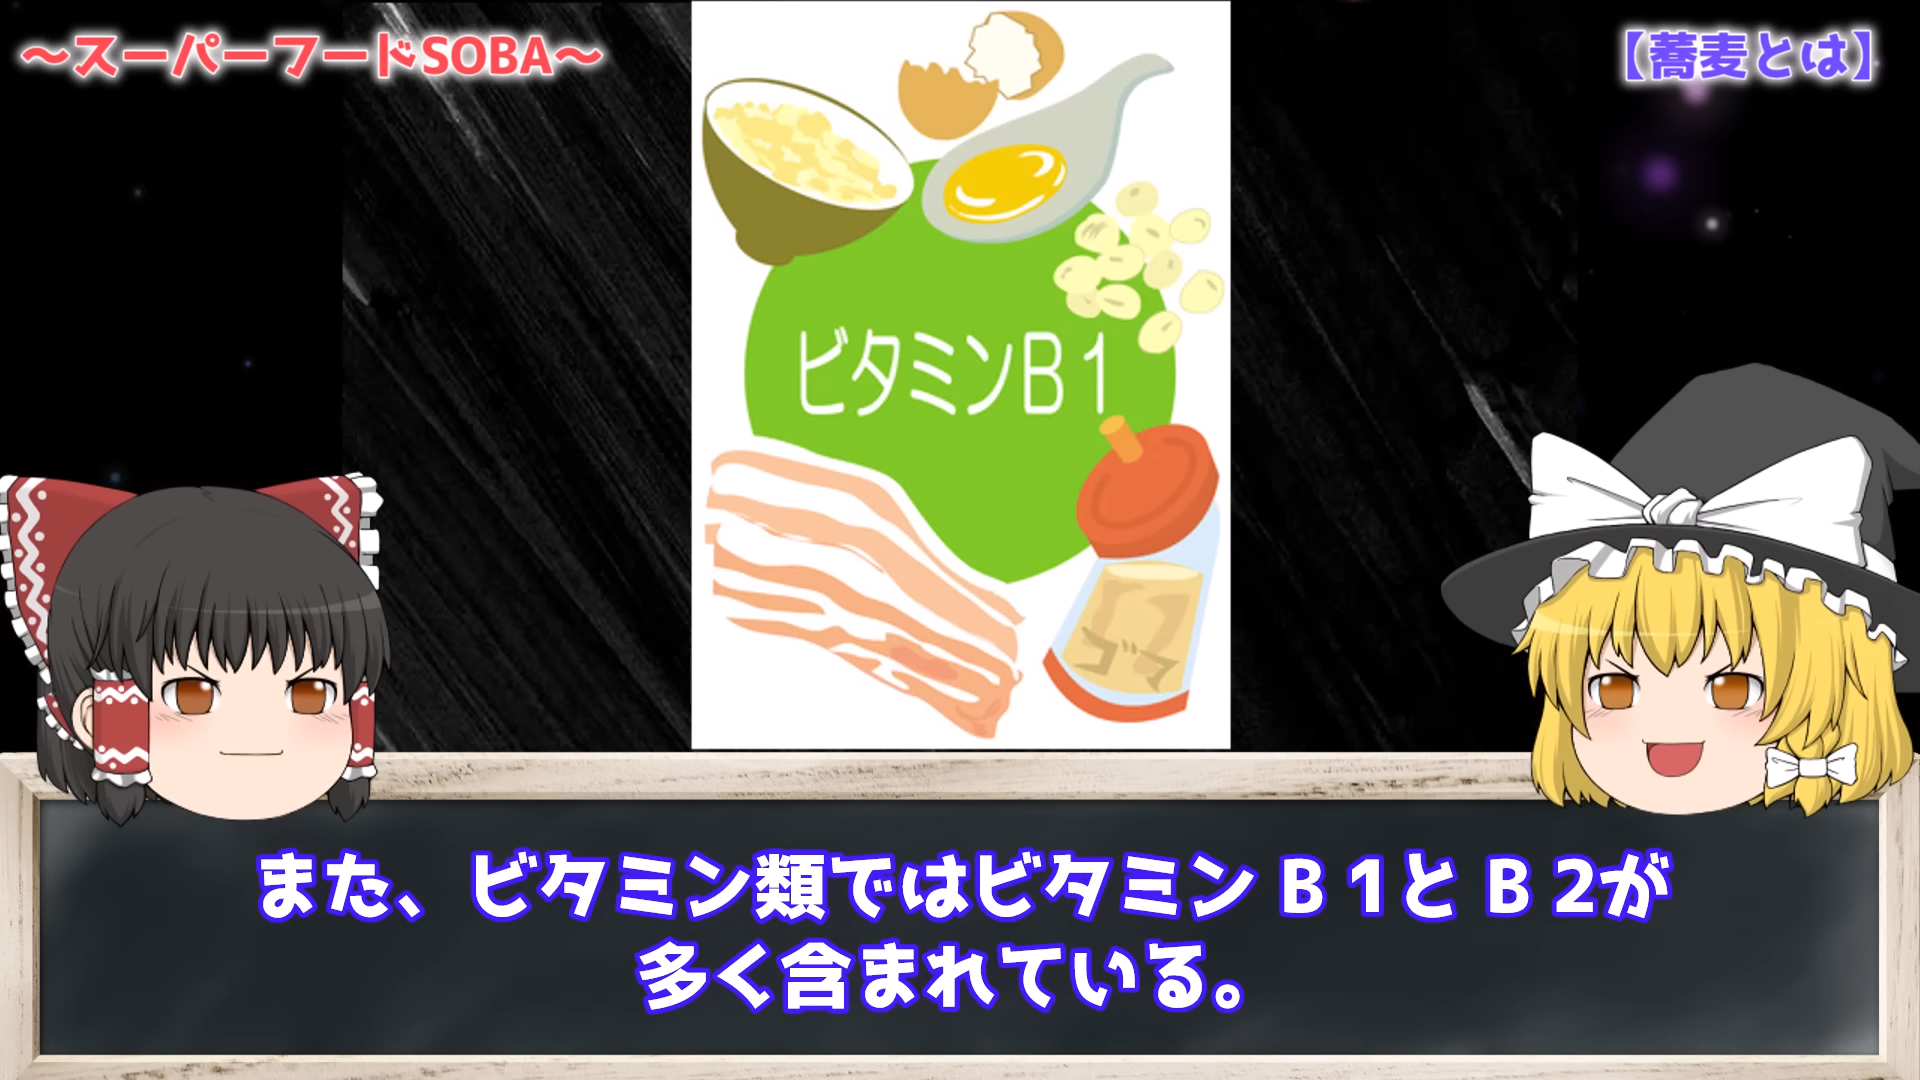 ～スーパーフードSOBA～
【蕎麦とは】
ビタミンB1
ゴマ
また、ビタミン類ではビタミンB1とB2が
多く含まれている。